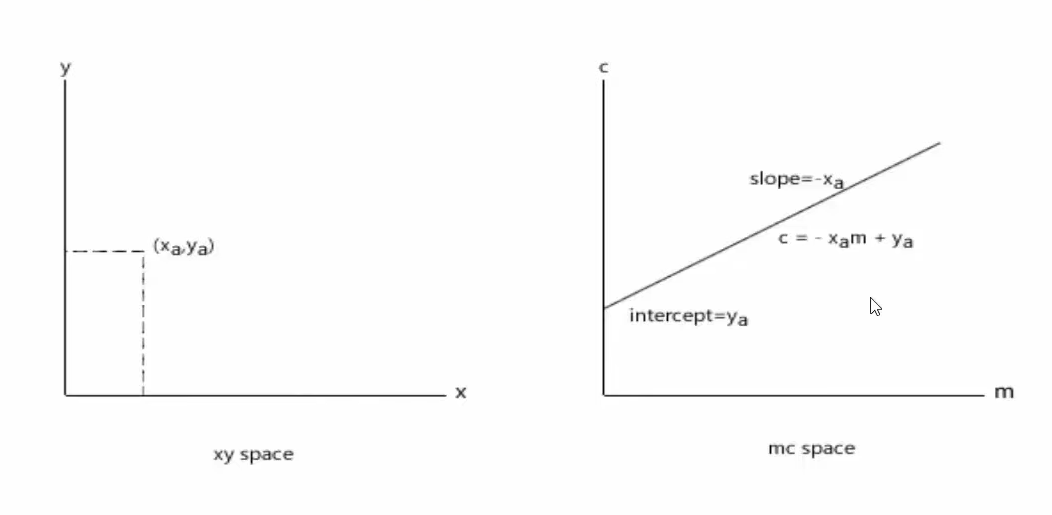 y
(xa,ya)
x
xy space
c
slope=-xa
c = - xam + ya
intercept=ya
m
mc space